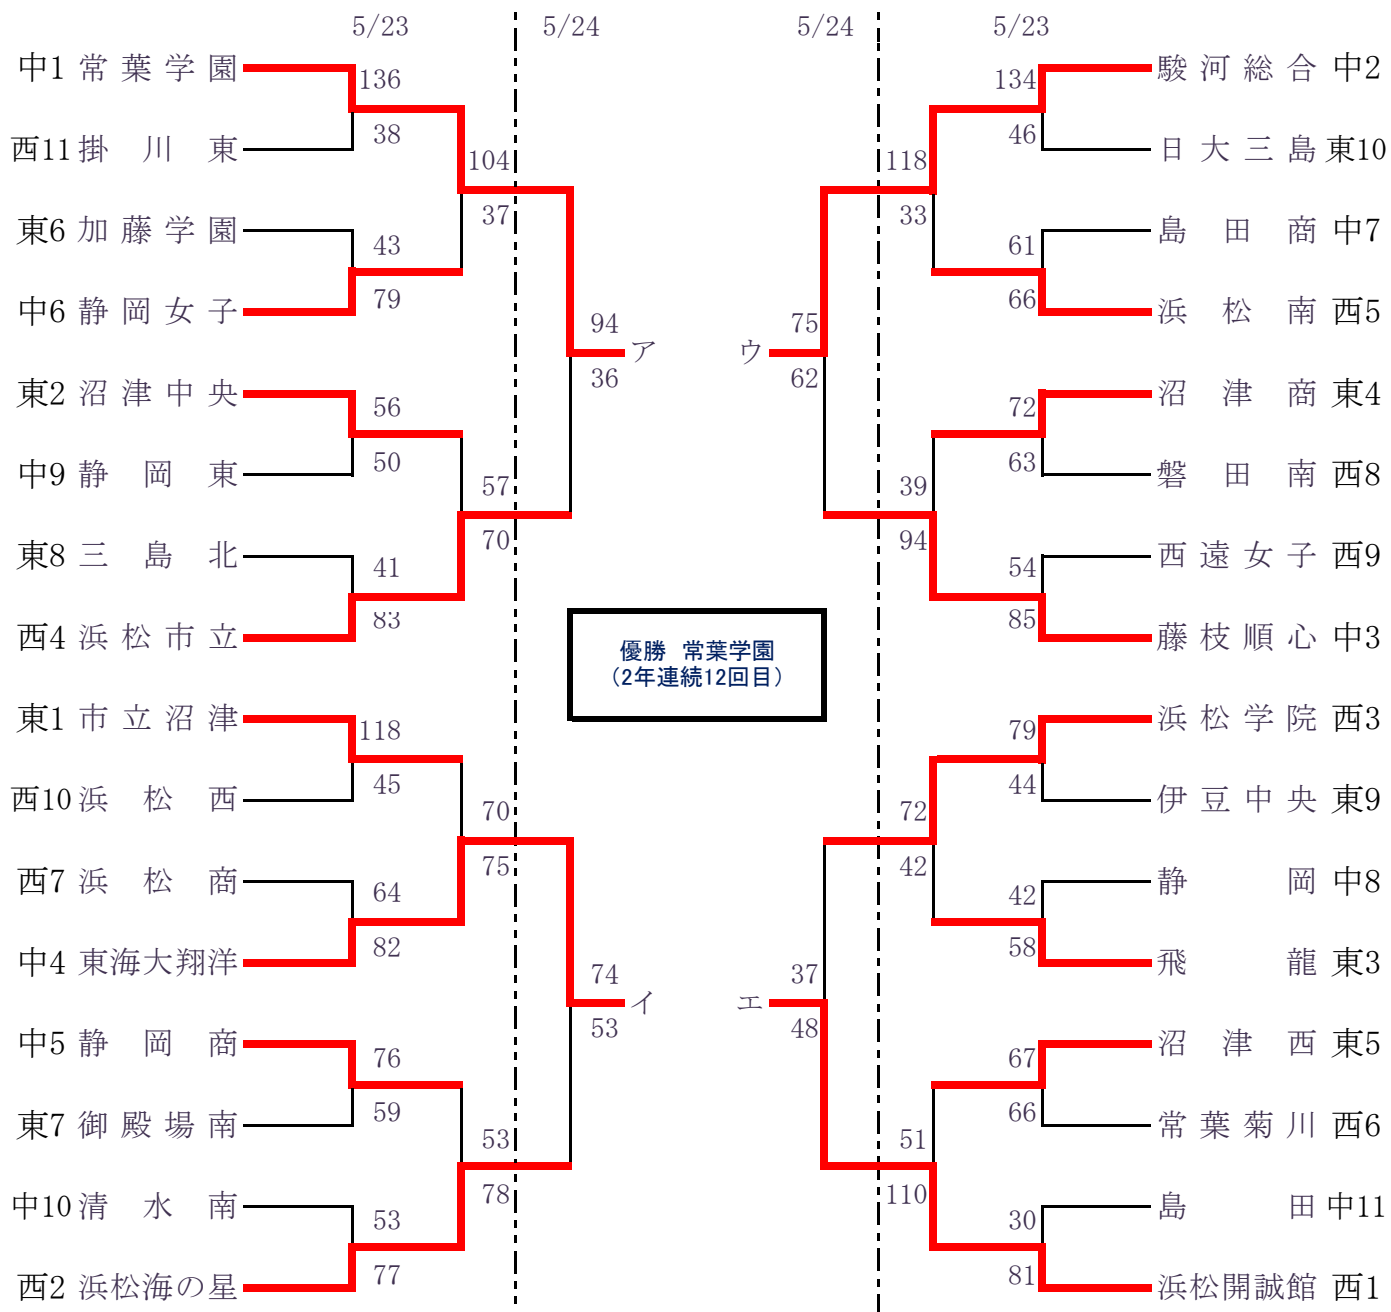 5/23 5/24 5/24 5/23
中1 常葉学園 136 134 駿河総合 中2
38 46
西11 掛川東 104 118 日大三島 東10
37 33
東6 加藤学園 43 61 島田商 中7
79 66
中6 静岡女子 94 75 浜松南 西5
ア ウ
36 62
東2 沼津中央 56 72 沼津商 東4
50 63
中9 静岡東 57 39 磐田南 西8
70 94
東8 三島北 41 54 西遠女子 西9
83 85
西4 浜松市立 藤枝順心 中3
優勝 常葉学園
(2年連続12回目)
東1 市立沼津 118 79 浜松学院 西3
45 44
西10 浜松西 70 72 伊豆中央 東9
75 42
西7 浜松商 64 42 静岡 中8
82 58
中4 東海大翔洋 74 37 飛龍 東3
イ エ
53 48
中5 静岡商 76 67 沼津西 東5
59 66
東7 御殿場南 53 51 常葉菊川 西6
78 110
中10 清水南 53 30 島田 中11
77 81
西2 浜松海の星 浜松開誠館 西1